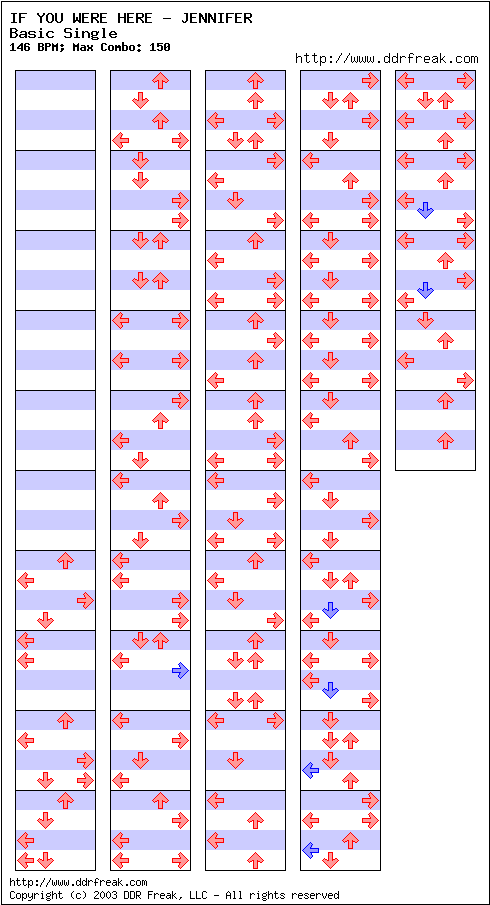 IF YOU WERE HERE - JENNIFER
Basic Single
146 BPM; Max Combo: 150
http://www.ddrfreak.com
http://www.ddrfreak.com
Copyright (c) 2003 DDR Freak, LLC - All rights reserved